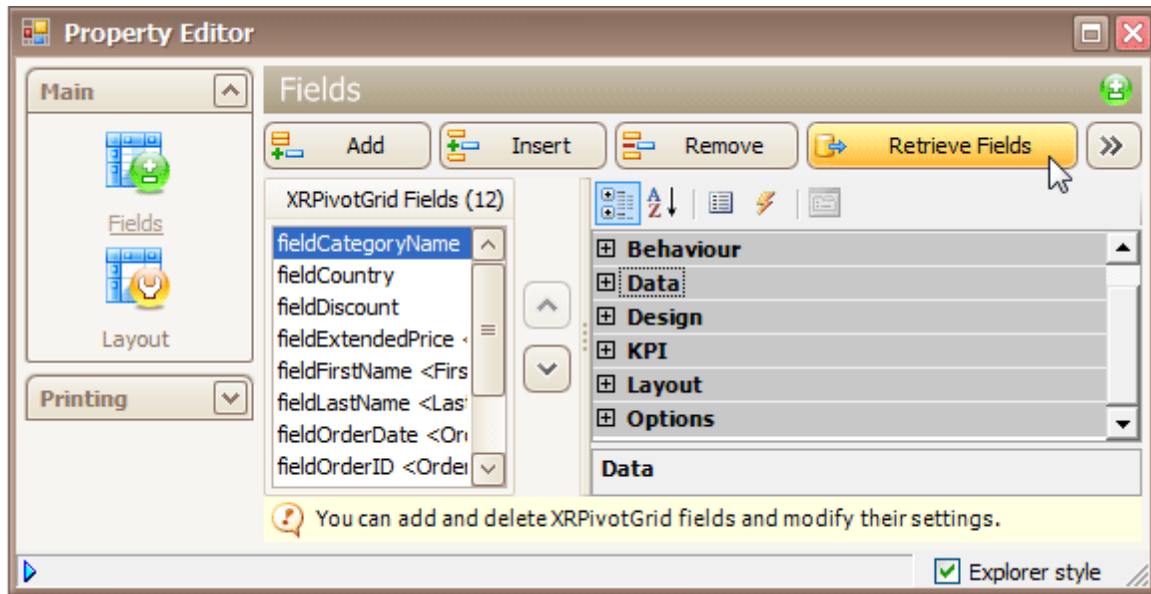 Property Editor
Main
Fields
Layout
Printing
Fields
Add
Insert
Remove
Retrieve Fields
XRPivotGrid Fields (12)
fieldCategoryName
fieldCountry
fieldDiscount
fieldExtendedPrice <
fieldFirstName <Firs
fieldLastName <Las
fieldOrderDate <Or
fieldOrderID <Order
Behaviour
Data
Design
KPI
Layout
Options
Data
You can add and delete XRPivotGrid fields and modify their settings.
Explorer style